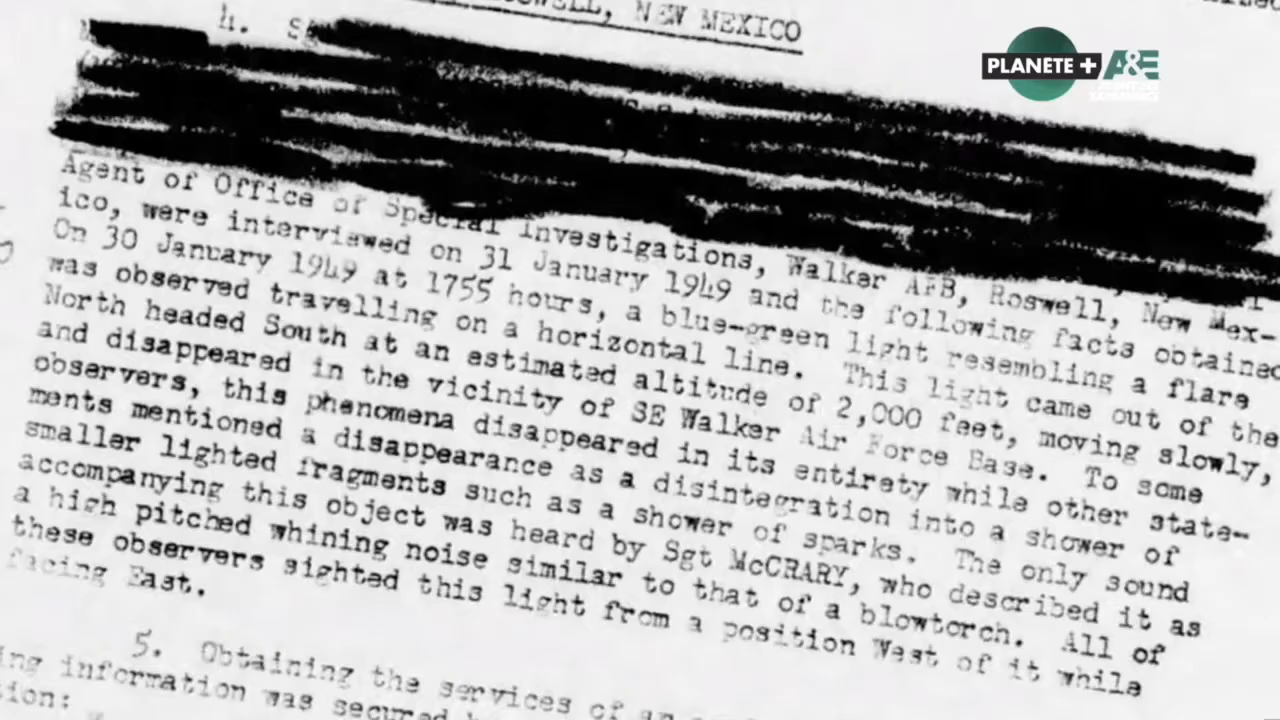 ROSWELL, NEW MEXICO
PLANETE + A&E
4.
Agent of Office of Special Investigations, Walker AFB, Roswell, New Mex-
ico, were interviewed on 31 January 1949 and the following facts obtained
On 30 January 1949 at 1755 hours, a blue-green light resembling a flare
was observed travelling on a horizontal line. This light came out of the
North headed South at an estimated altitude of 2,000 feet, moving slowly,
and disappeared in the vicinity of SE Walker Air Force Base. To some
observers, this phenomena disappeared in its entirety while other state-
ments mentioned a disappearance as a disintegration into a shower of
smaller lighted fragments such as a shower of sparks. The only sound
accompanying this object was heard by Sgt McCRARY, who described it as
a high pitched whining noise similar to that of a blowtorch. All of
these observers sighted this light from a position West of it while
facing East.
5. Obtaining the services of
ing information was secured
tion: